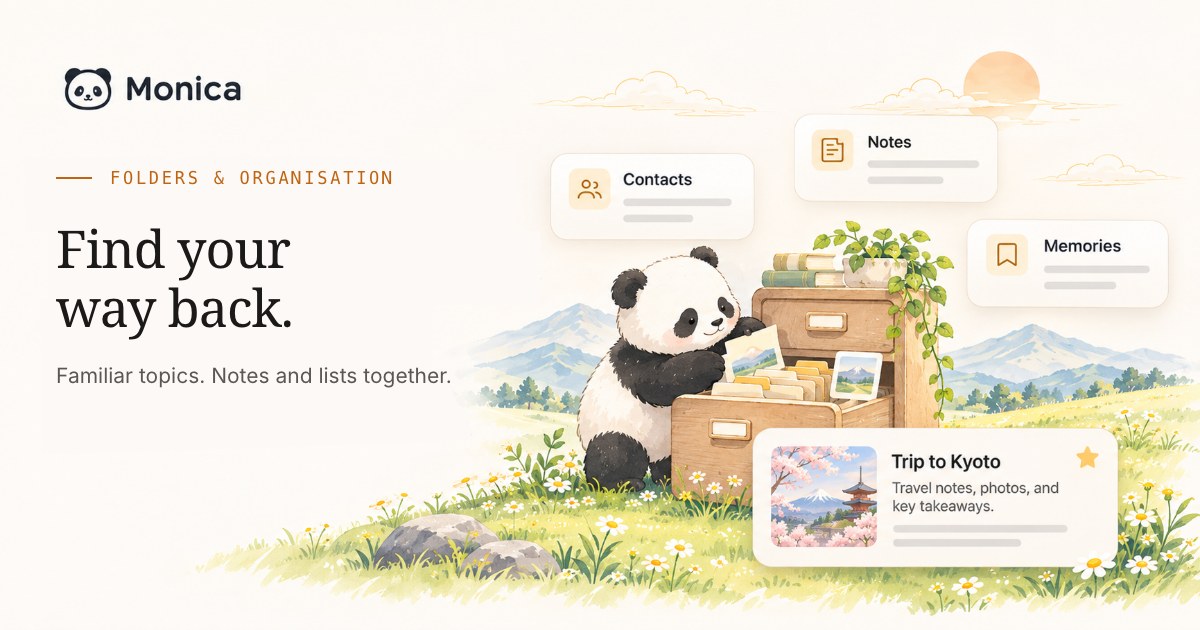 Monica
FOLDERS & ORGANISATION
Find your
way back.
Familiar topics. Notes and lists together.
Contacts
Notes
Memories
Trip to Kyoto
Travel notes, photos, and
key takeaways.